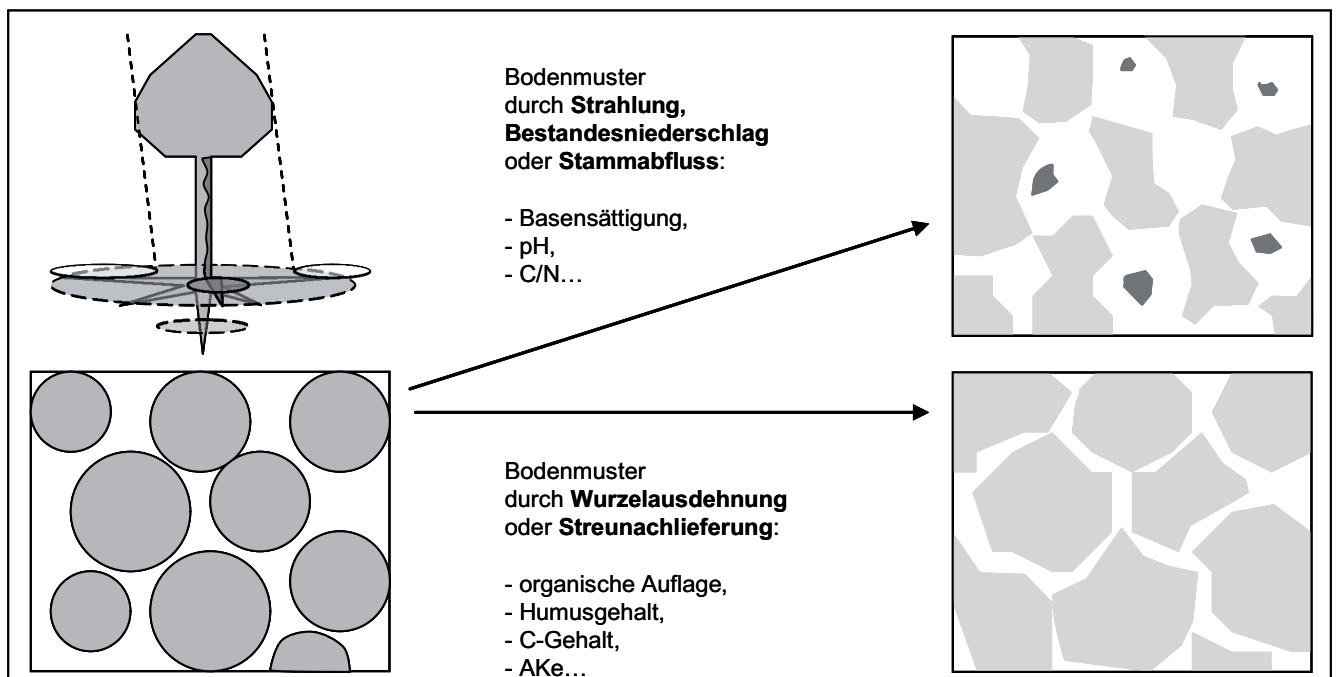 Bodenmuster
durch Strahlung,
Bestandesniederschlag
oder Stammabfluss:
- Basensättigung,
- pH,
- C/N…
Bodenmuster
durch Wurzelausdehnung
oder Streunachlieferung:
- organische Auflage,
- Humusgehalt,
- C-Gehalt,
- AKe…